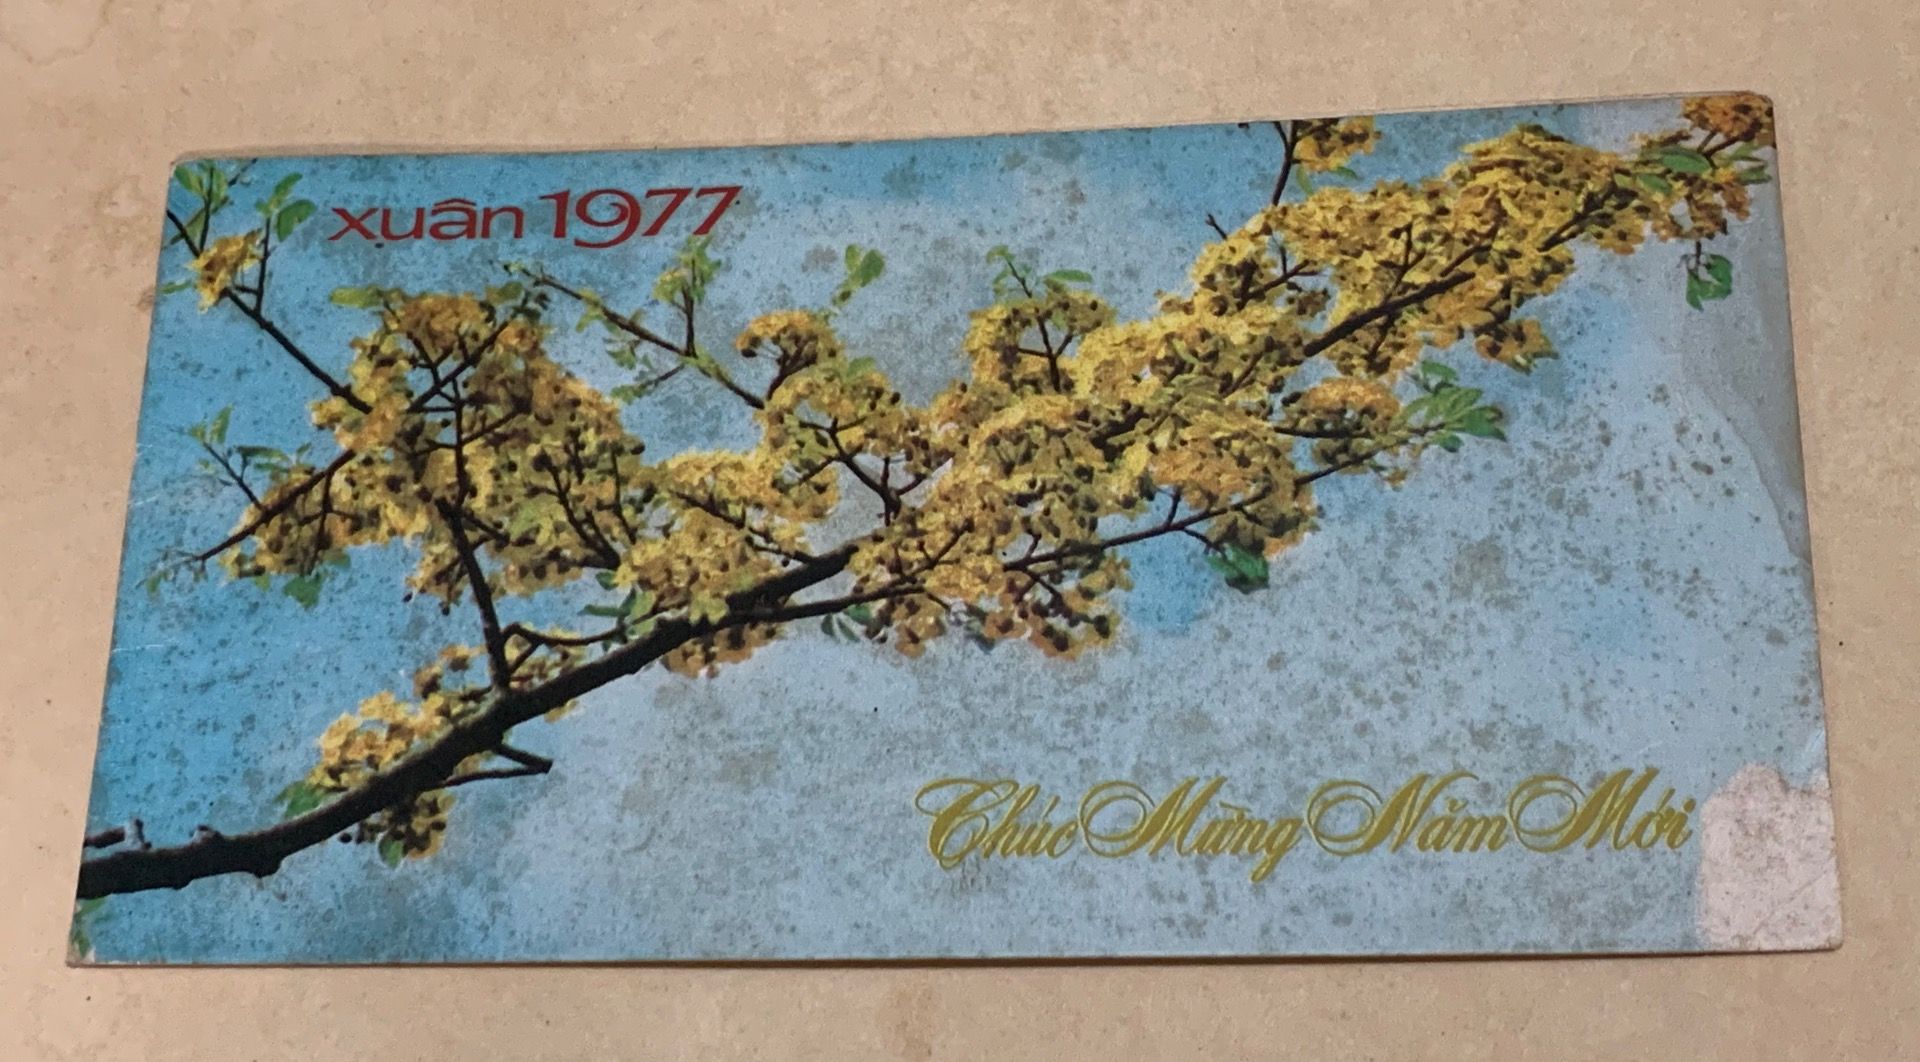 xuân 1977
Chúc Mừng Năm Mới